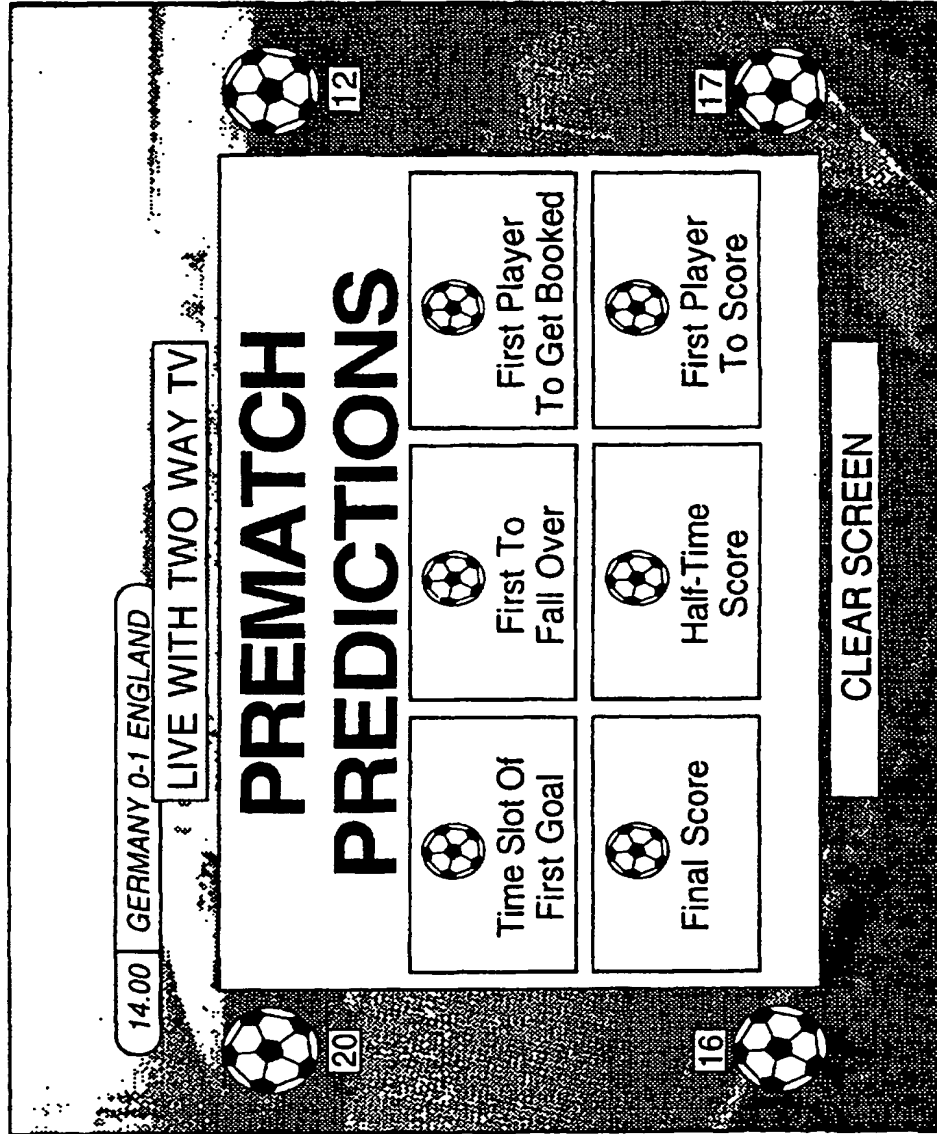 14.00 GERMANY 0-1 ENGLAND
LIVE WITH TWO WAY TV
20
12
PREMATCH
PREDICTIONS
Time Slot Of
First Goal
First To
Fall Over
First Player
To Get Booked
Final Score
Half-Time
Score
First Player
To Score
16
17
CLEAR SCREEN